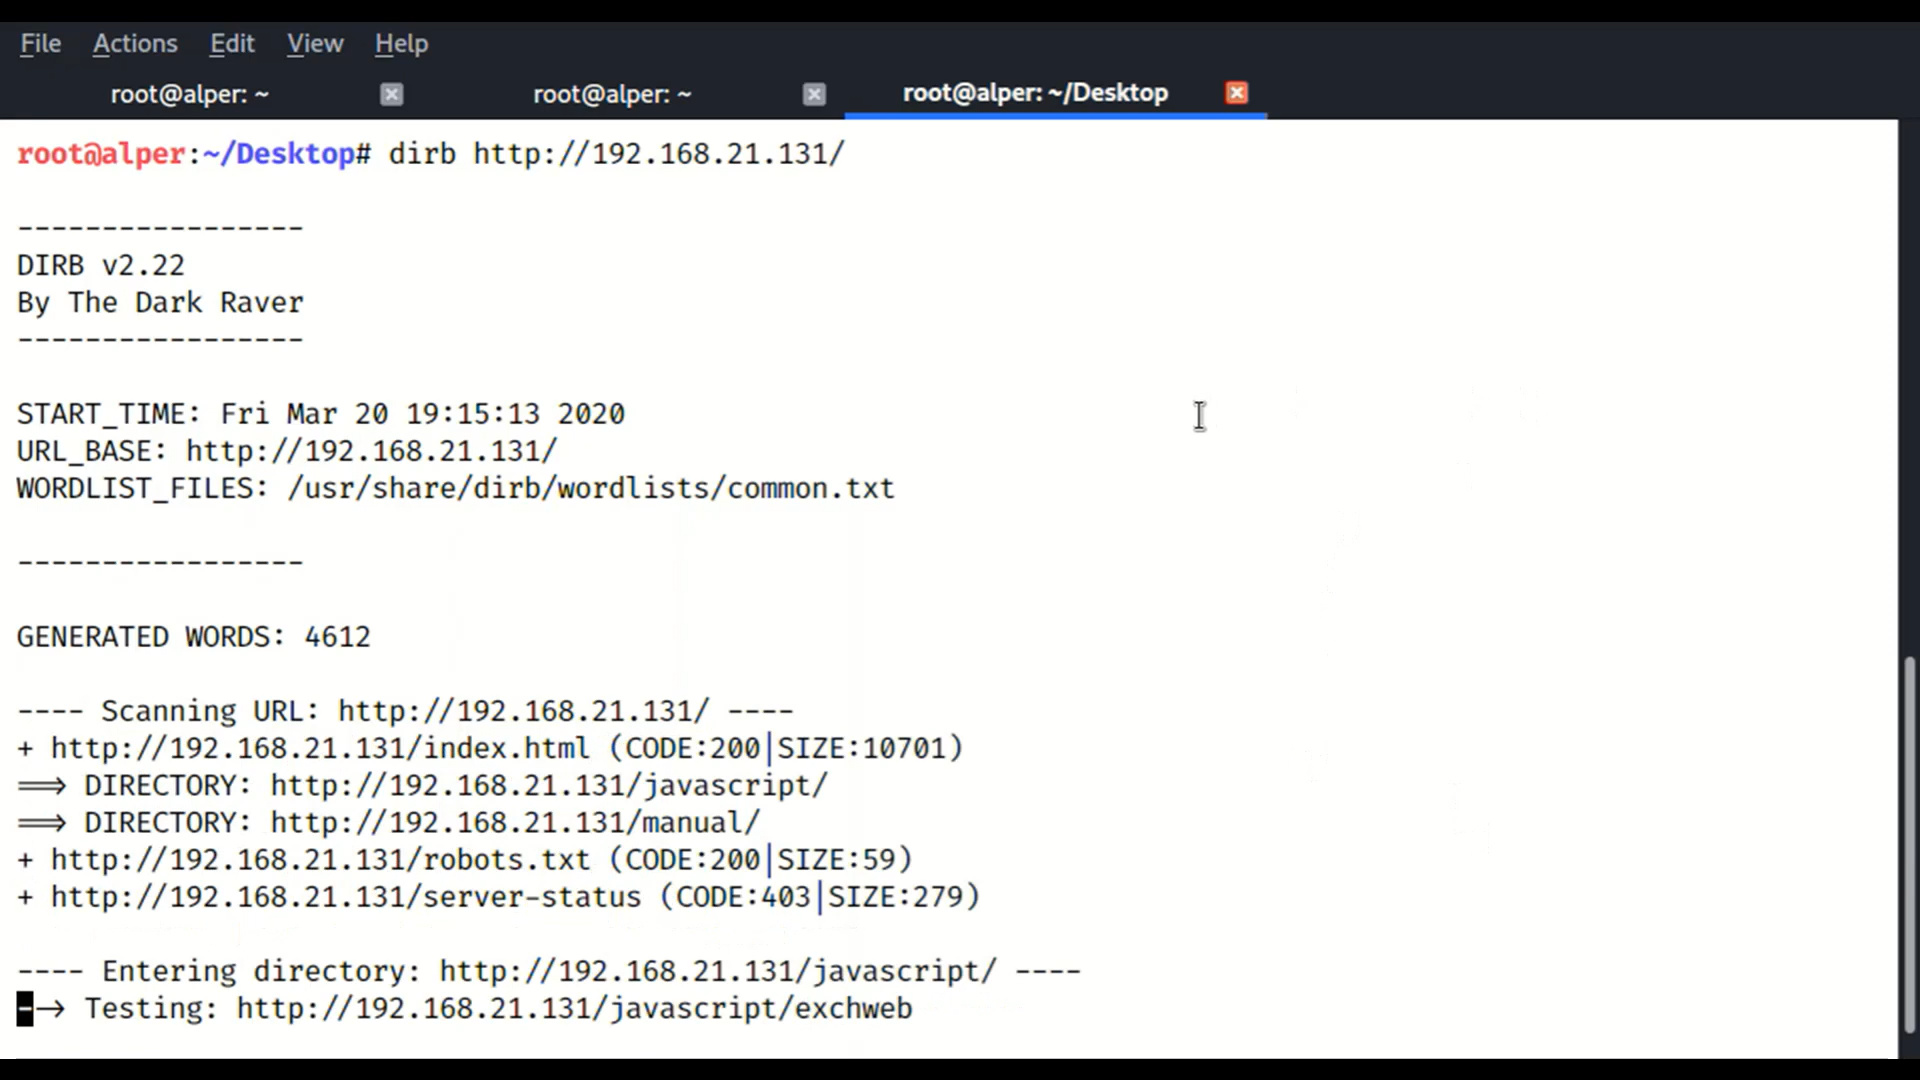 File Actions Edit View Help
root@alper: ~ root@alper: ~ root@alper: ~/Desktop
root@alper:~/Desktop# dirb http://192.168.21.131/
-----------------
DIRB v2.22
By The Dark Raver
-----------------
START_TIME: Fri Mar 20 19:15:13 2020
URL_BASE: http://192.168.21.131/
WORDLIST_FILES: /usr/share/dirb/wordlists/common.txt
-----------------
GENERATED WORDS: 4612
---- Scanning URL: http://192.168.21.131/ ----
+ http://192.168.21.131/index.html (CODE:200|SIZE:10701)
⟹ DIRECTORY: http://192.168.21.131/javascript/
⟹ DIRECTORY: http://192.168.21.131/manual/
+ http://192.168.21.131/robots.txt (CODE:200|SIZE:59)
+ http://192.168.21.131/server-status (CODE:403|SIZE:279)
---- Entering directory: http://192.168.21.131/javascript/ ----
-→ Testing: http://192.168.21.131/javascript/exchweb